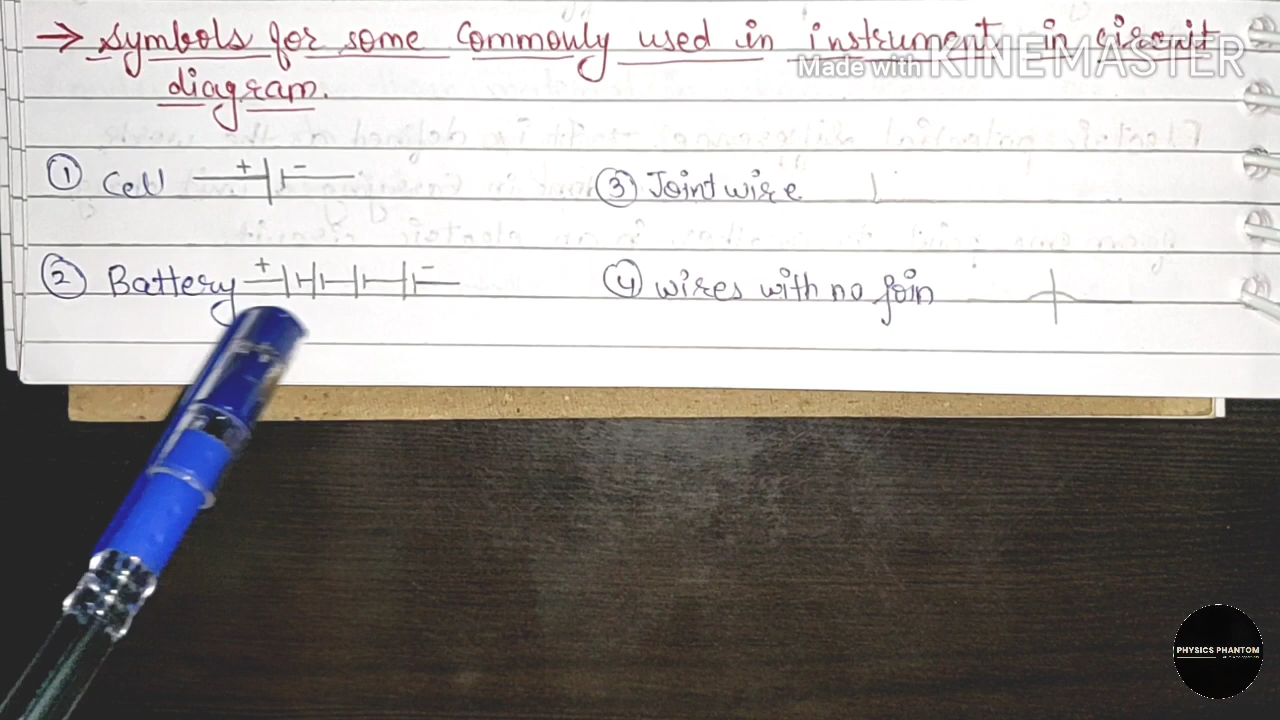 → Symbols for some commonly used in instrument in circuit
diagram.
Made with KINEMASTER
① Cell + -
② Battery + -
③ Joint wire
④ wires with no join
PHYSICS PHANTOM